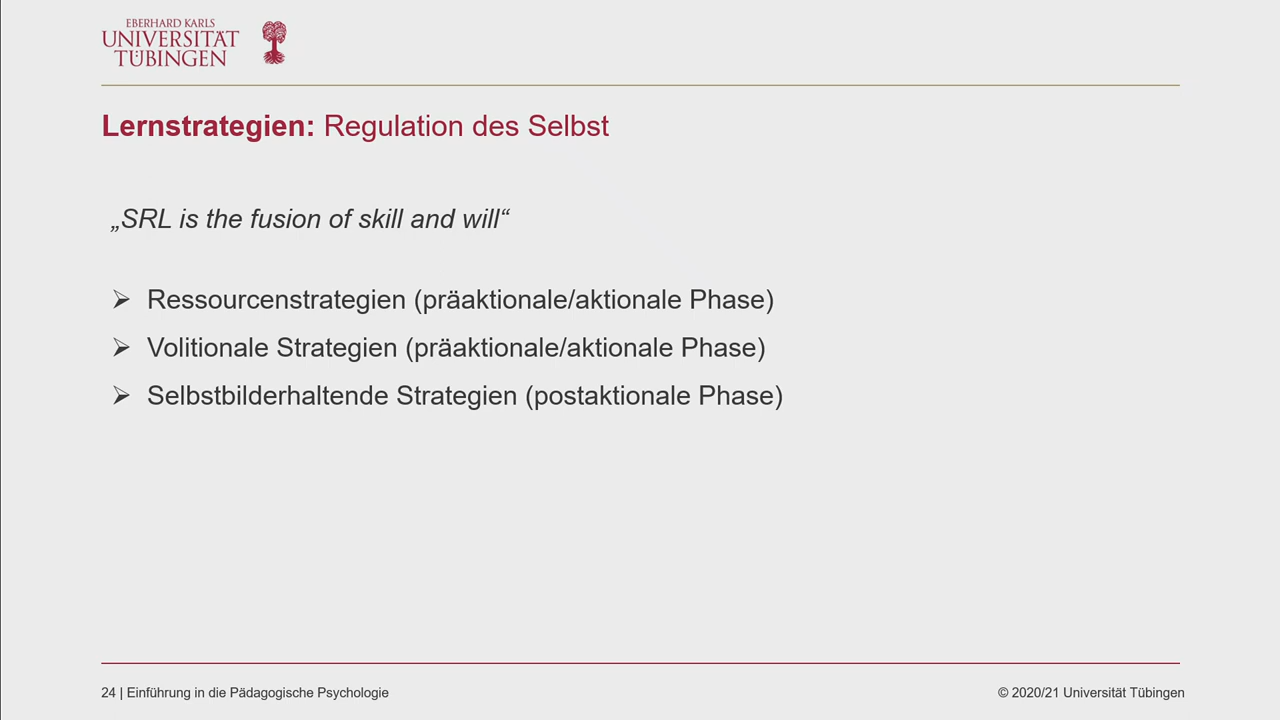 EBERHARD KARLS
UNIVERSITÄT
TÜBINGEN
Lernstrategien: Regulation des Selbst
„SRL is the fusion of skill and will“
➢ Ressourcenstrategien (präaktionale/aktionale Phase)
➢ Volitionale Strategien (präaktionale/aktionale Phase)
➢ Selbstbilderhaltende Strategien (postaktionale Phase)
24 | Einführung in die Pädagogische Psychologie
© 2020/21 Universität Tübingen